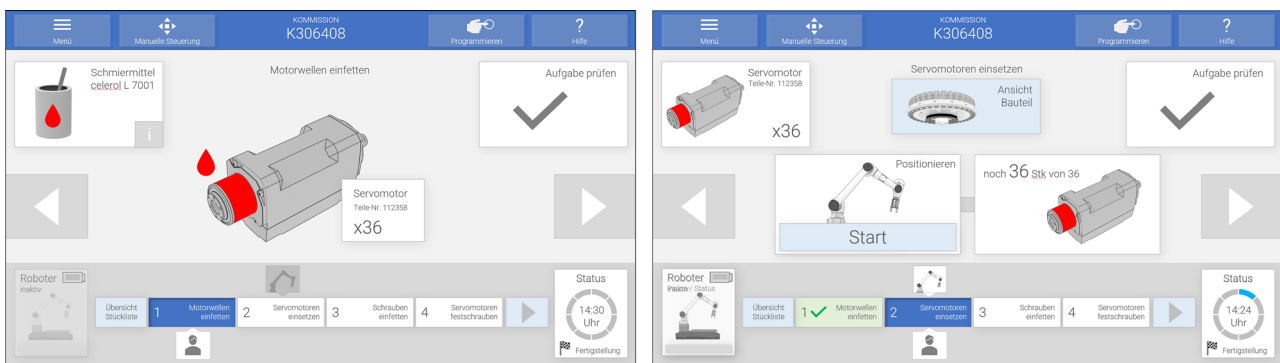 Menü
Manuelle Steuerung
KOMMISSION
K306408
Programmieren
?
Hilfe
Schmiermittel
celerol L 7001
i
Motorwellen einfetten
Aufgabe prüfen
Servomotor
Teile-Nr. 112358
x36
Roboter
inaktiv
Übersicht
Stückliste
1 Motorwellen
einfetten
2 Servomotoren
einsetzen
3 Schrauben
einfetten
4 Servomotoren
festschrauben
Status
14:30
Uhr
Fertigstellung
Menü
Manuelle Steuerung
KOMMISSION
K306408
Programmieren
?
Hilfe
Servomotor
Teile-Nr. 112358
x36
Servomotoren einsetzen
Ansicht
Bauteil
Aufgabe prüfen
Positionieren
Start
noch 36 Stk von 36
Roboter
/ Status
Übersicht
Stückliste
1 Motorwellen
einfetten
2 Servomotoren
einsetzen
3 Schrauben
einfetten
4 Servomotoren
festschrauben
Status
14:24
Uhr
Fertigstellung